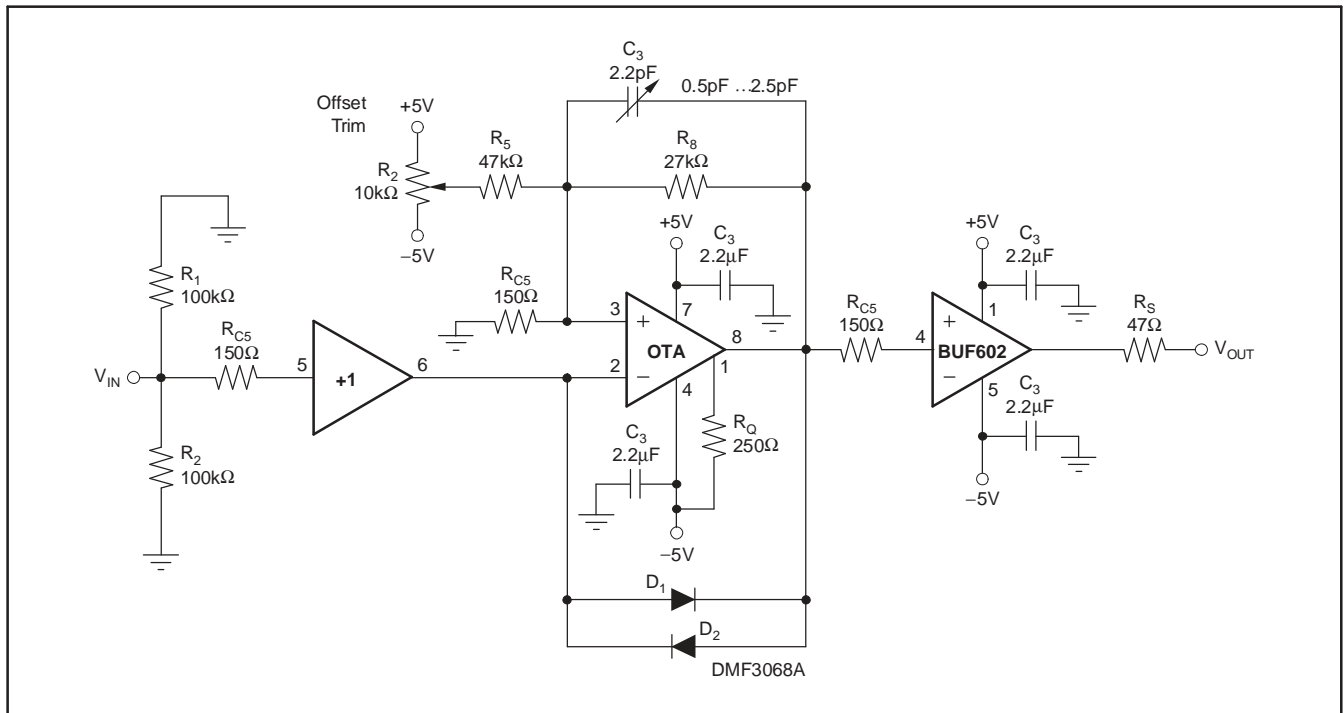 C3
2.2pF
0.5pF ...2.5pF
Offset
Trim
+5V
R2
10kΩ
−5V
R5
47kΩ
R8
27kΩ
+5V
C3
2.2µF
+5V
C3
2.2µF
R1
100kΩ
RC5
150Ω
VIN
5
+1
6
RC5
150Ω
3
+
7
OTA
8
2
−
4
1
RQ
250Ω
C3
2.2µF
−5V
RC5
150Ω
4
+
1
BUF602
−
5
RS
47Ω
VOUT
C3
2.2µF
−5V
R2
100kΩ
D1
D2
DMF3068A